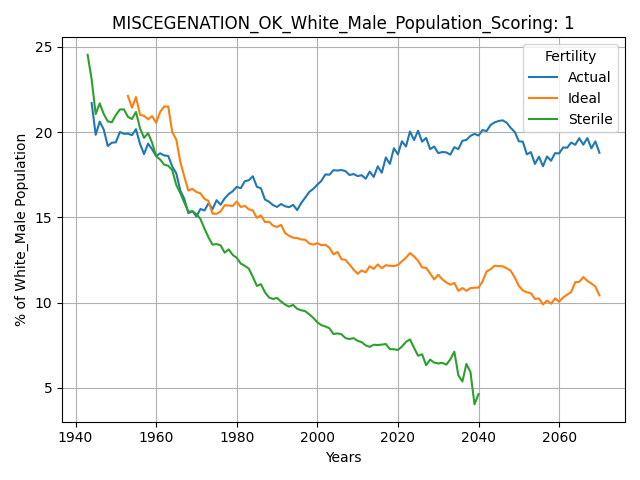 MISCEGENATION_OK_White_Male_Population_Scoring: 1
Fertility
Actual
Ideal
Sterile
% of White_Male Population
25
20
15
10
5
1940 1960 1980 2000 2020 2040 2060
Years